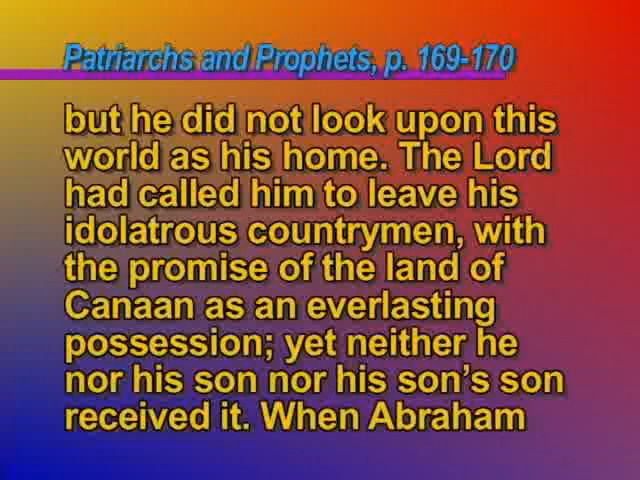 Patriarchs and Prophets, p. 169-170
but he did not look upon this
world as his home. The Lord
had called him to leave his
idolatrous countrymen, with
the promise of the land of
Canaan as an everlasting
possession; yet neither he
nor his son nor his son’s son
received it. When Abraham